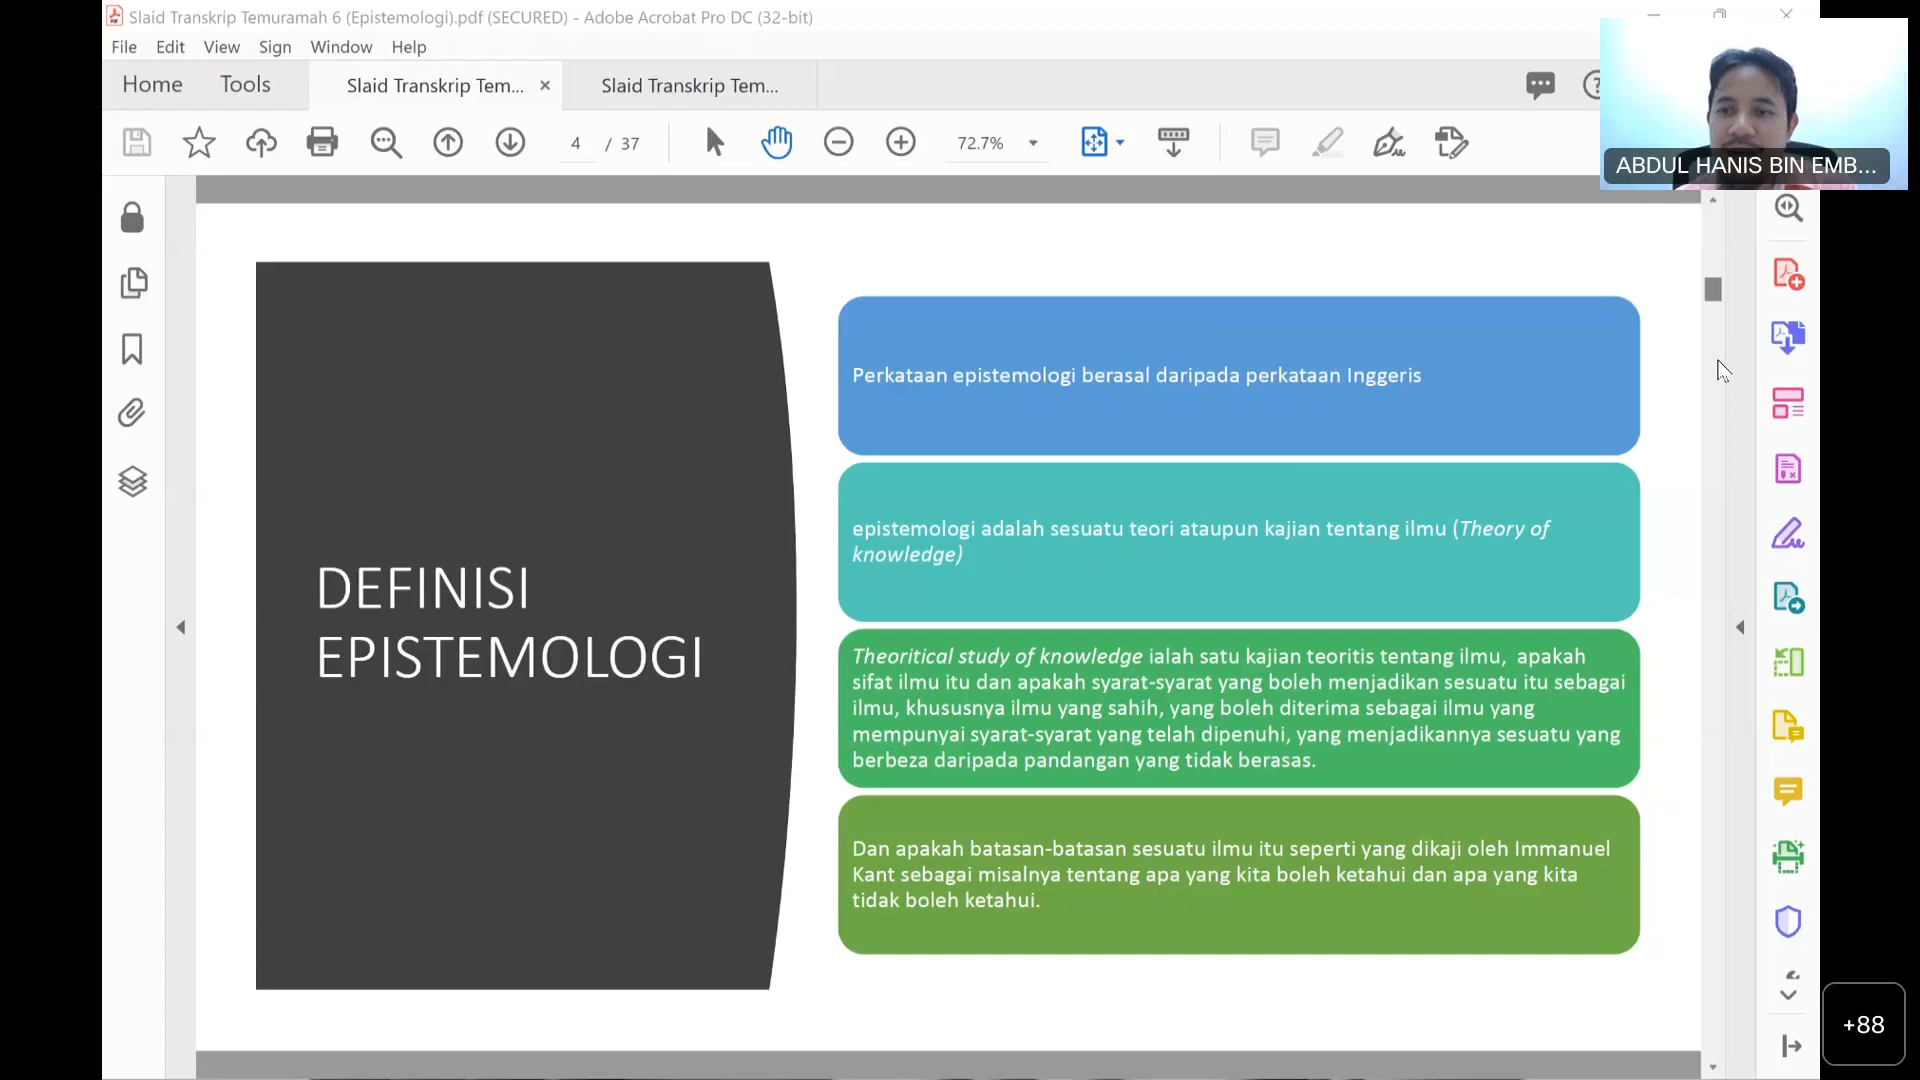 Slaid Transkrip Temuramah 6 (Epistemologi).pdf (SECURED) - Adobe Acrobat Pro DC (32-bit)
File Edit View Sign Window Help
Home Tools Slaid Transkrip Tem... × Slaid Transkrip Tem...
4 / 37 72.7%
ABDUL HANIS BIN EMB...
DEFINISI
EPISTEMOLOGI
Perkataan epistemologi berasal daripada perkataan Inggeris
epistemologi adalah sesuatu teori ataupun kajian tentang ilmu (Theory of
knowledge)
Theoritical study of knowledge ialah satu kajian teoritis tentang ilmu, apakah
sifat ilmu itu dan apakah syarat-syarat yang boleh menjadikan sesuatu itu sebagai
ilmu, khususnya ilmu yang sahih, yang boleh diterima sebagai ilmu yang
mempunyai syarat-syarat yang telah dipenuhi, yang menjadikannya sesuatu yang
berbeza daripada pandangan yang tidak berasas.
Dan apakah batasan-batasan sesuatu ilmu itu seperti yang dikaji oleh Immanuel
Kant sebagai misalnya tentang apa yang kita boleh ketahui dan apa yang kita
tidak boleh ketahui.
+88